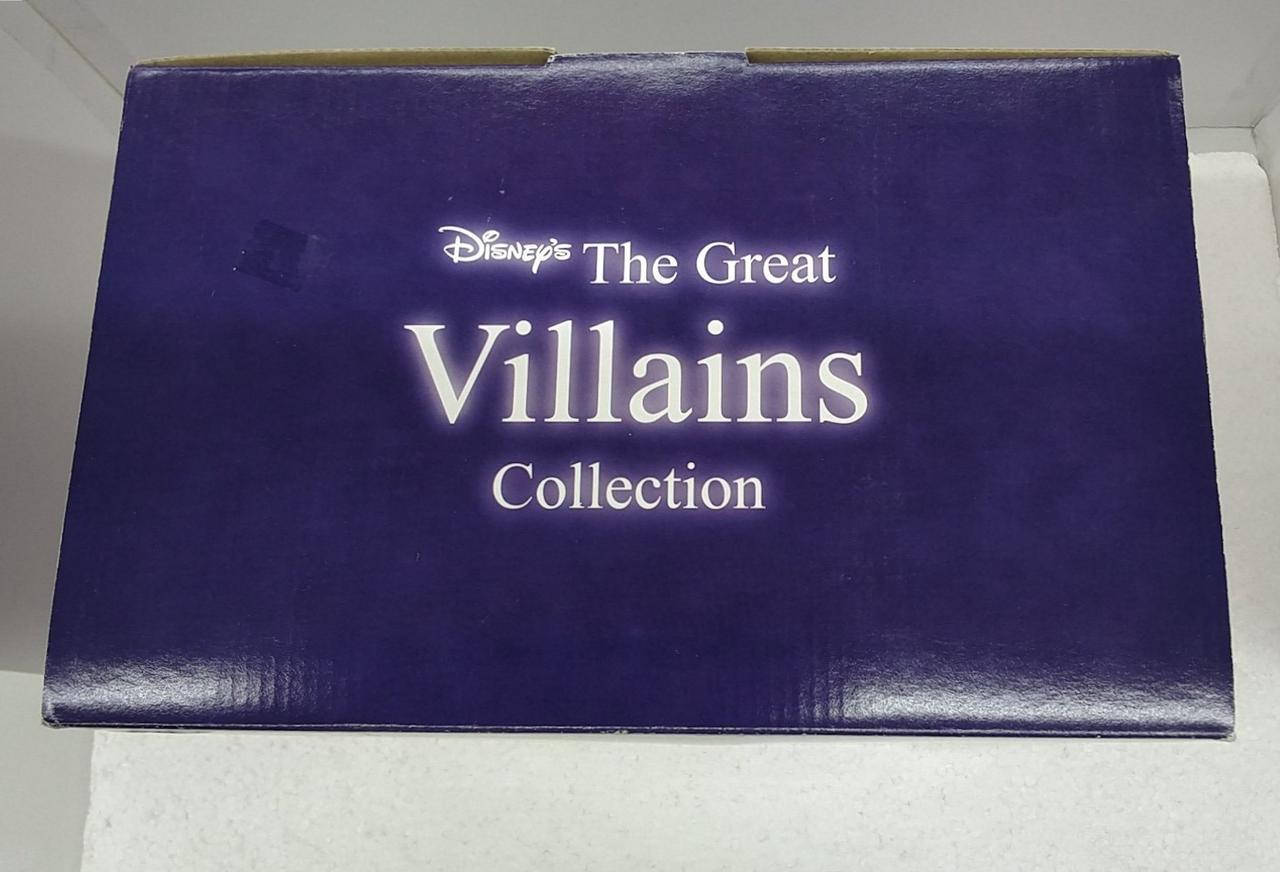 Disney's The Great
Villains
Collection